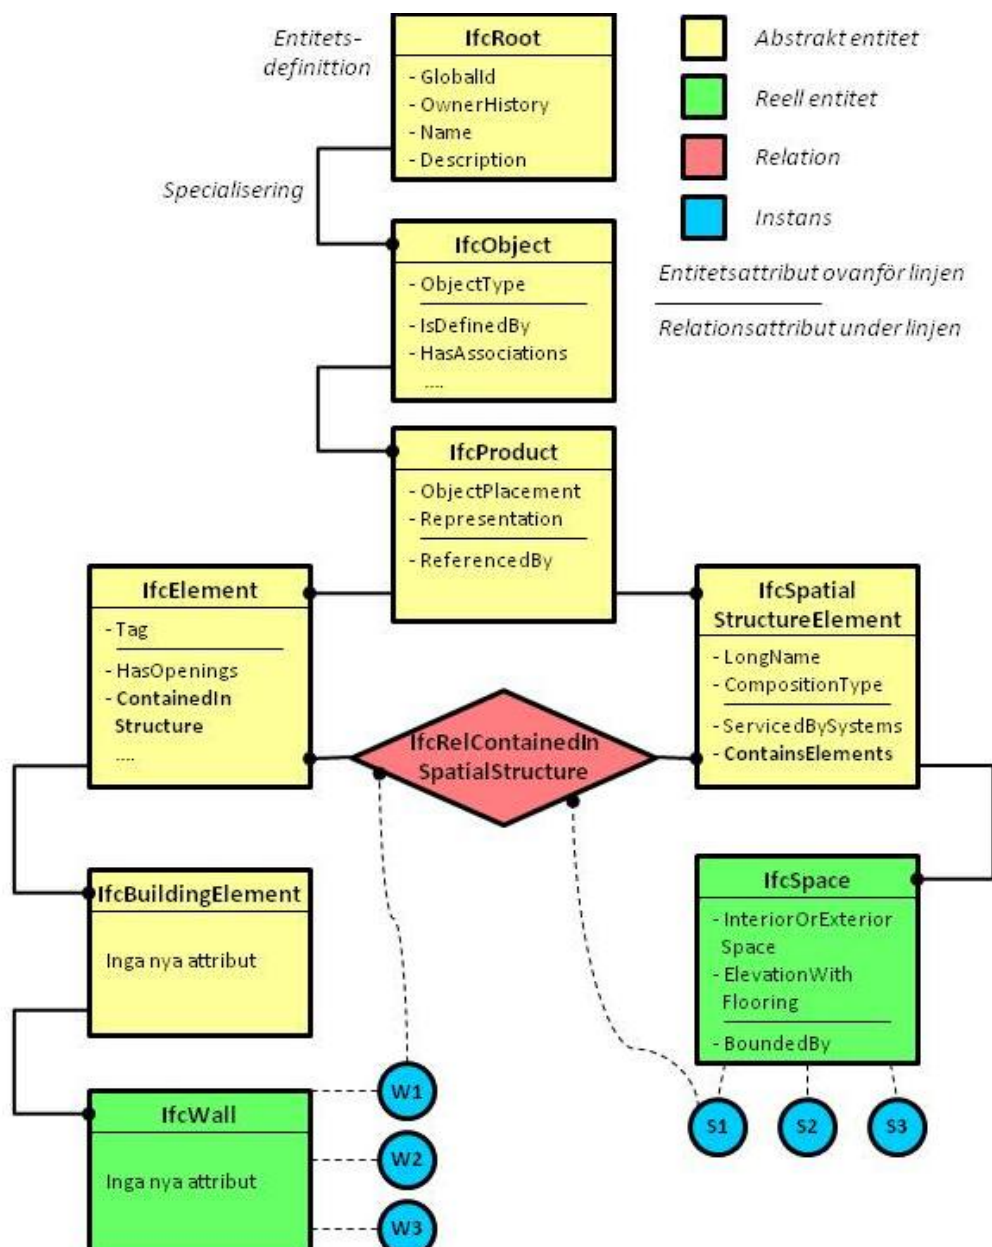 Entitets-
definittion
IfcRoot
- GlobalId
- OwnerHistory
- Name
- Description
Abstrakt entitet
Reell entitet
Relation
Instans
Entitetsattribut ovanför linjen
Relationsattribut under linjen
Specialisering
IfcObject
- ObjectType
- IsDefinedBy
- HasAssociations
....
IfcProduct
- ObjectPlacement
- Representation
- ReferencedBy
IfcElement
- Tag
- HasOpenings
- ContainedIn
Structure
....
IfcSpatial
StructureElement
- LongName
- CompositionType
- ServicedBySystems
- ContainsElements
IfcRelContainedIn
SpatialStructure
IfcBuildingElement
Inga nya attribut
IfcSpace
- InteriorOrExterior
Space
- ElevationWith
Flooring
- BoundedBy
IfcWall
Inga nya attribut
W1
W2
W3
S1
S2
S3